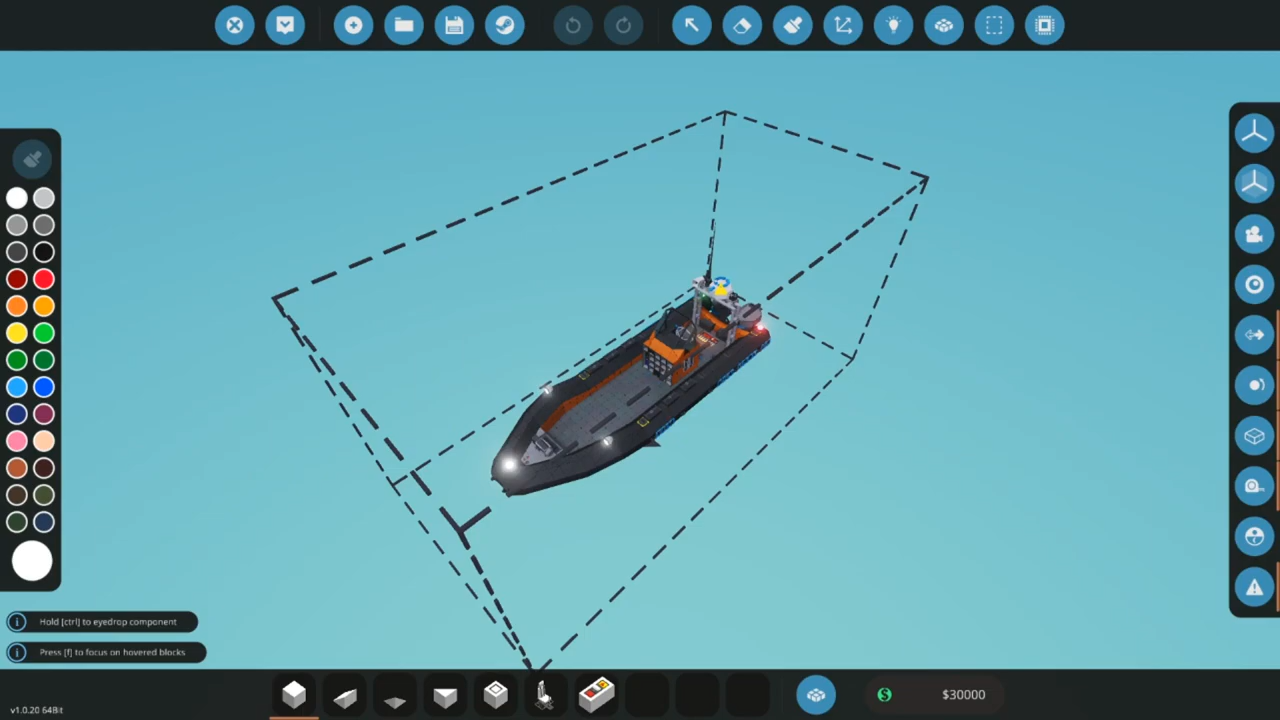 Hold [ctrl] to eyedrop component
Press [f] to focus on hovered blocks
v1.0.20 64Bit
$30000